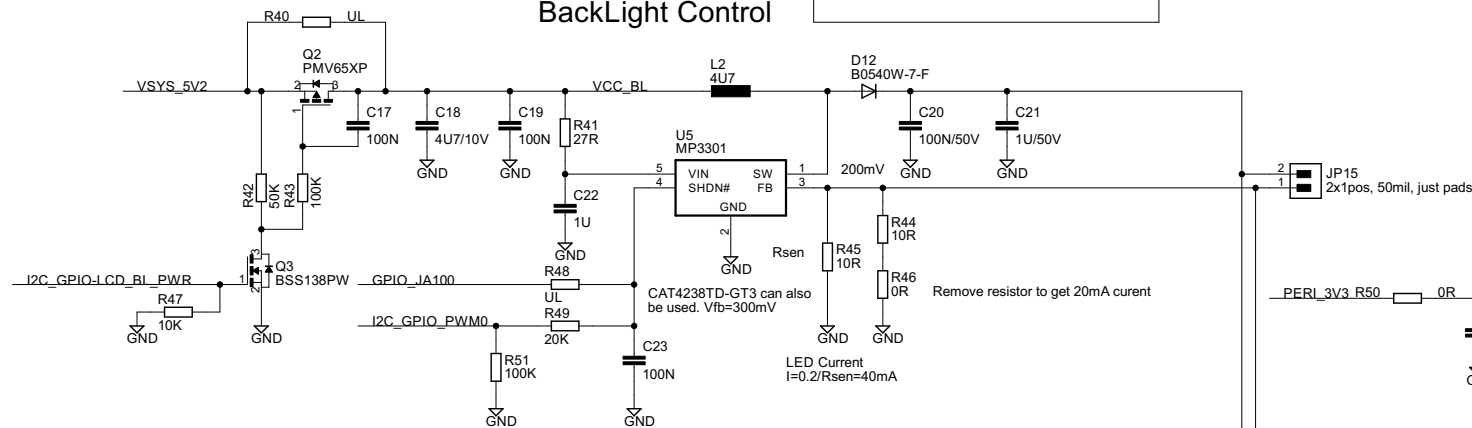 BackLight Control
R40 UL
Q2
PMV65XP
VSYS_5V2
2
3
1
VCC_BL
L2
4U7
D12
B0540W-7-F
C17
100N
C18
4U7/10V
GND
C19
100N
GND
R41
27R
C20
100N/50V
GND
C21
1U/50V
GND
U5
MP3301
5 VIN SW 1
4 SHDN# FB 3
GND
2
GND
200mV
2
1
JP15
2x1pos, 50mil, just pads
R42
50K
R43
100K
C22
1U
GND
R44
10R
Rsen
R45
10R
R46
0R
GND
GND
Remove resistor to get 20mA curent
I2C_GPIO-LCD_BL_PWR
3
1
2
Q3
BSS138PW
GND
R47
10K
GND
GPIO_JA100
R48
UL
CAT4238TD-GT3 can also
be used. Vfb=300mV
PERI_3V3 R50 0R
I2C_GPIO_PWM0
R49
20K
R51
100K
GND
C23
100N
GND
LED Current
I=0.2/Rsen=40mA